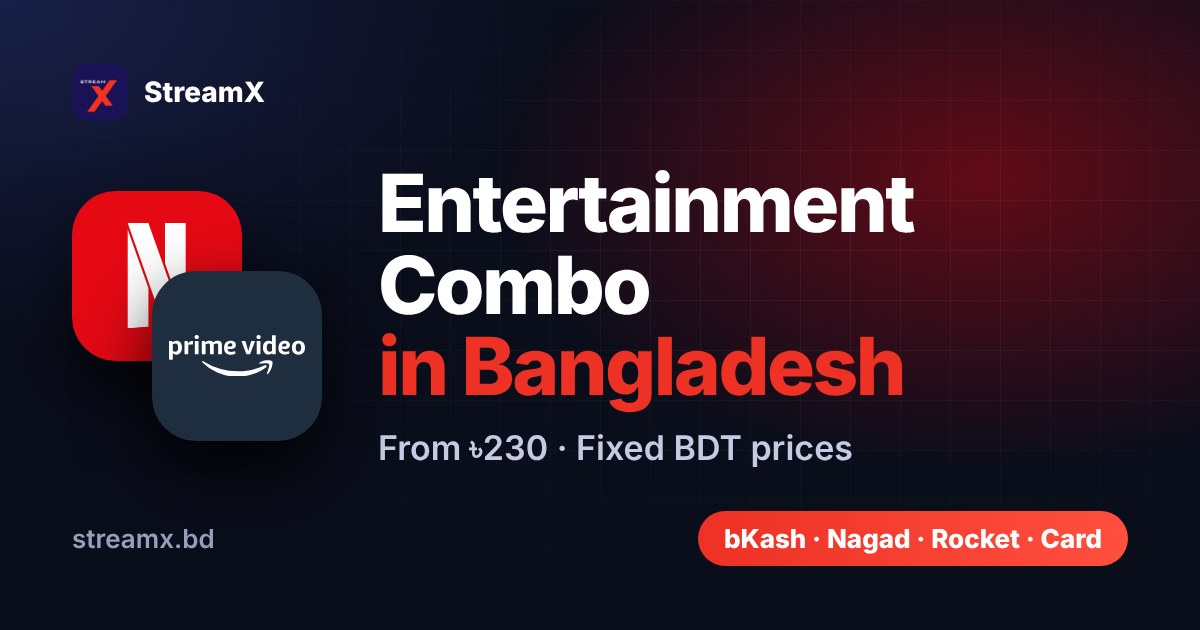 STREAM
X
StreamX
N
prime video
Entertainment
Combo
in Bangladesh
From ৳230 · Fixed BDT prices
streamx.bd
bKash · Nagad · Rocket · Card